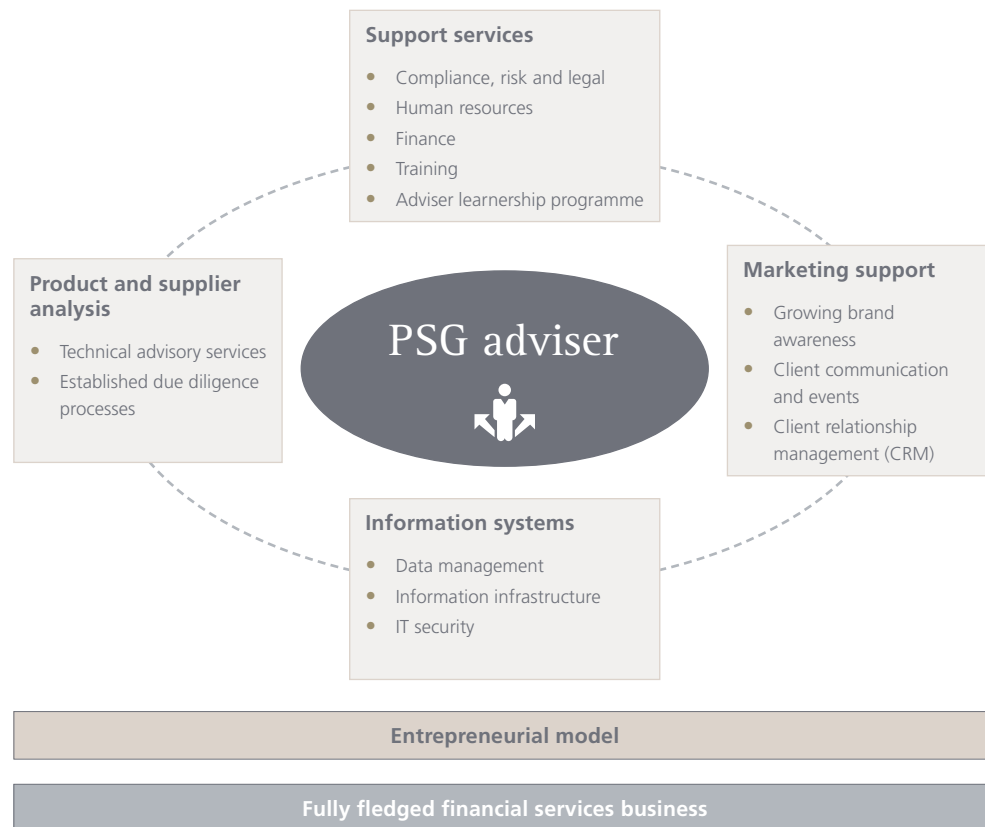 Support services
• Compliance, risk and legal
• Human resources
• Finance
• Training
• Adviser learnership programme
Product and supplier
analysis
• Technical advisory services
• Established due diligence
processes
PSG adviser
Marketing support
• Growing brand
awareness
• Client communication
and events
• Client relationship
management (CRM)
Information systems
• Data management
• Information infrastructure
• IT security
Entrepreneurial model
Fully fledged financial services business